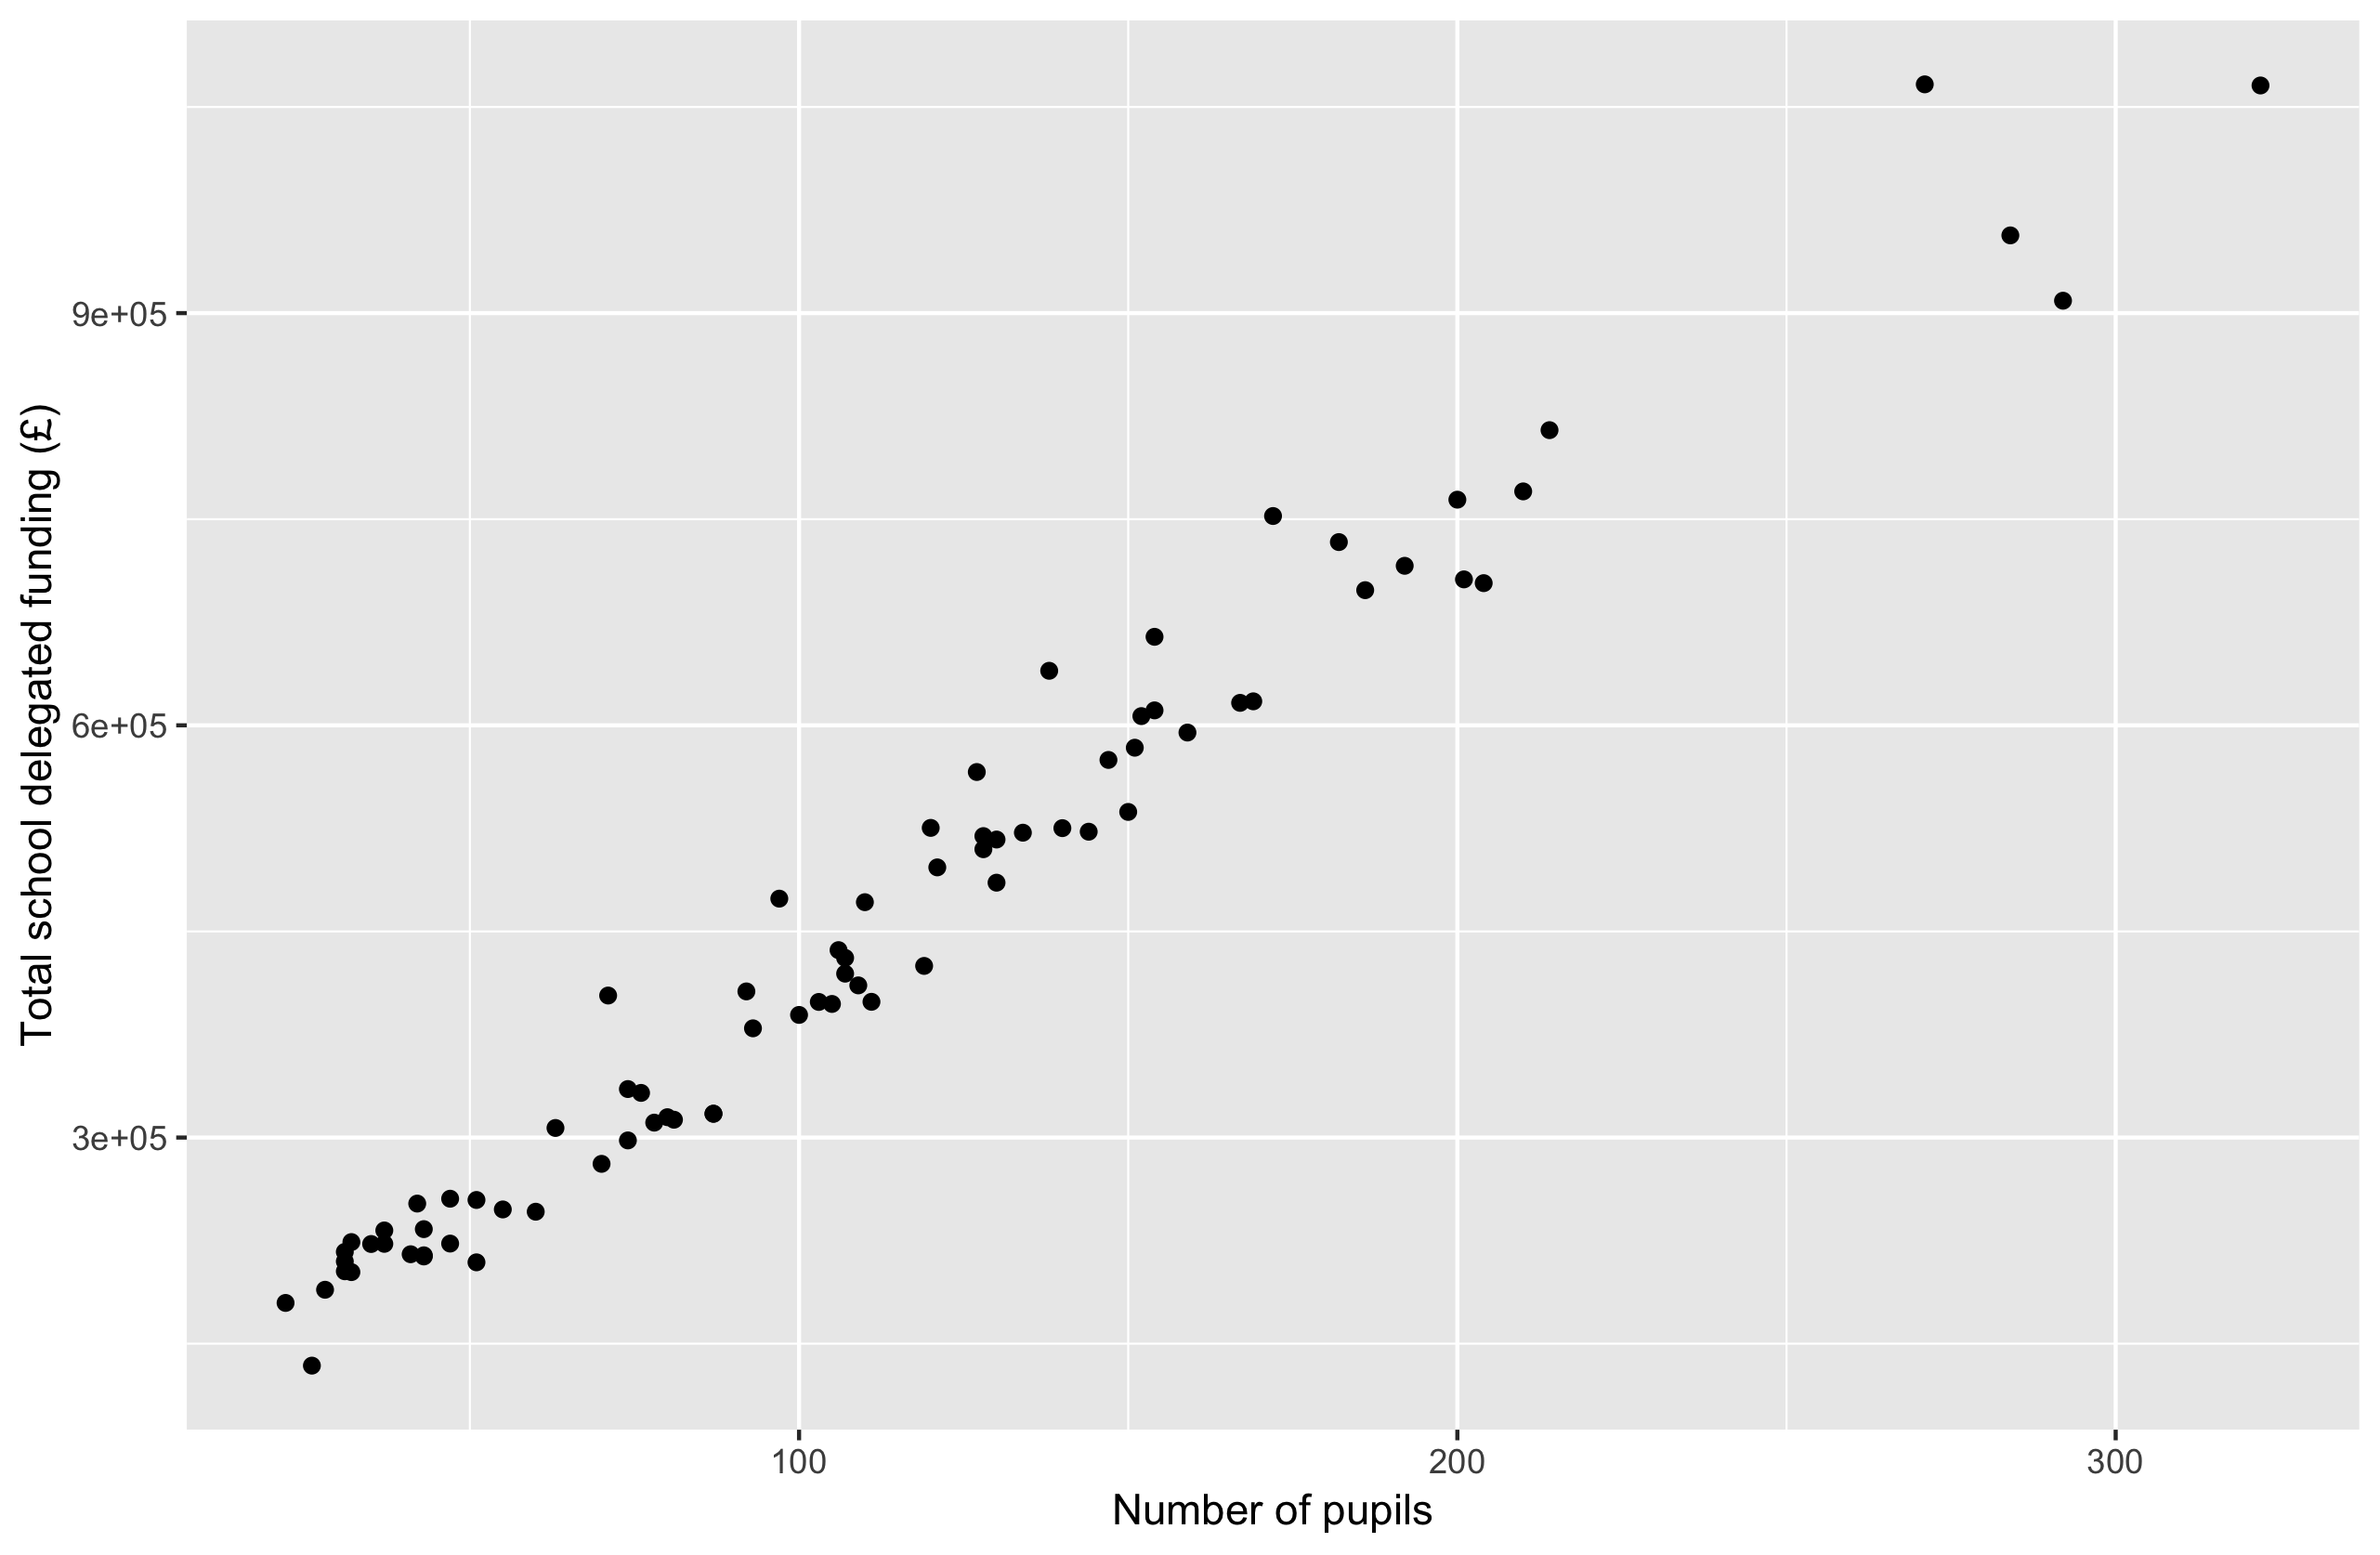 Total school delegated funding (£)
9e+05
6e+05
3e+05
100
200
300
Number of pupils